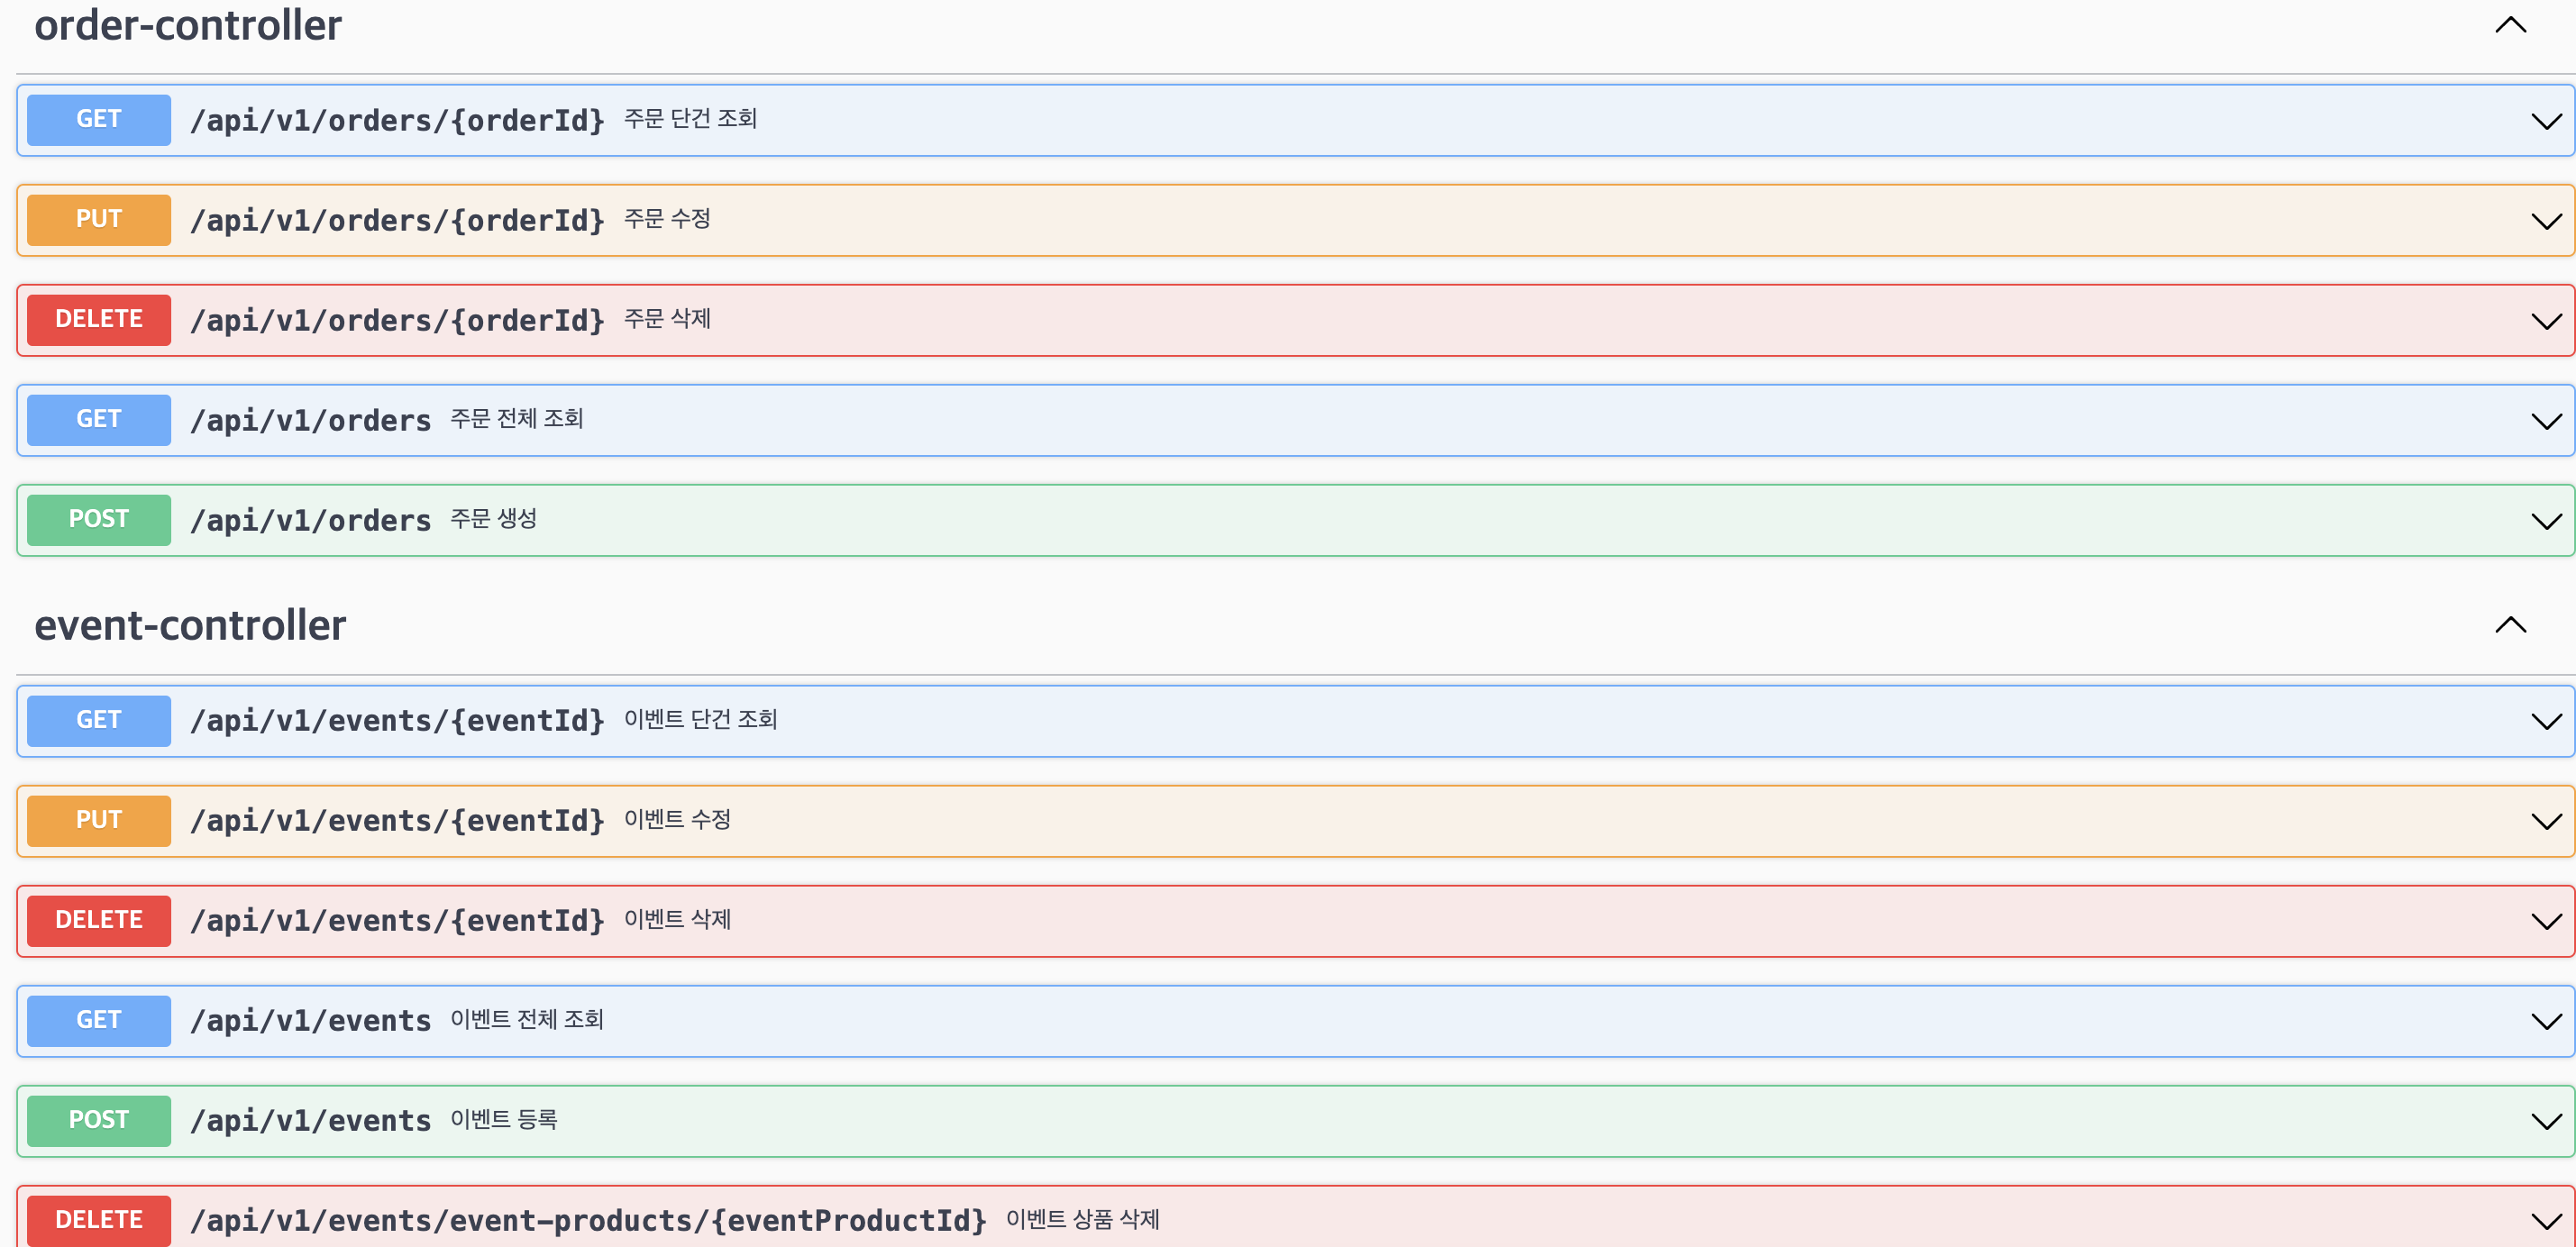 order-controller
GET /api/v1/orders/{orderId} 주문 단건 조회
PUT /api/v1/orders/{orderId} 주문 수정
DELETE /api/v1/orders/{orderId} 주문 삭제
GET /api/v1/orders 주문 전체 조회
POST /api/v1/orders 주문 생성
event-controller
GET /api/v1/events/{eventId} 이벤트 단건 조회
PUT /api/v1/events/{eventId} 이벤트 수정
DELETE /api/v1/events/{eventId} 이벤트 삭제
GET /api/v1/events 이벤트 전체 조회
POST /api/v1/events 이벤트 등록
DELETE /api/v1/events/event-products/{eventProductId} 이벤트 상품 삭제